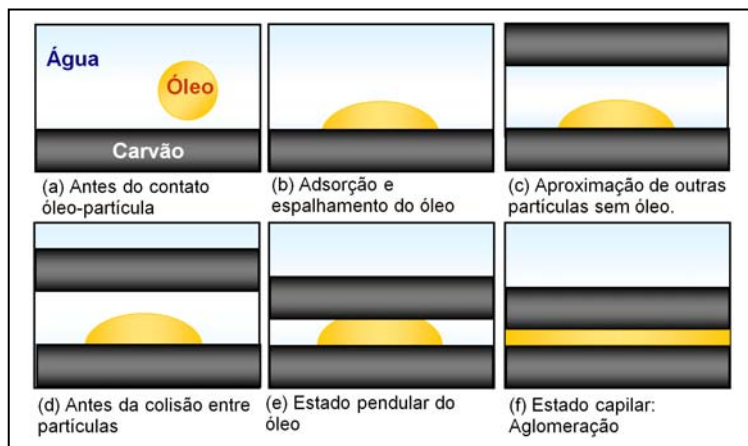 Água
Óleo
Carvão
(a) Antes do contato
óleo-partícula
(b) Adsorção e
espalhamento do óleo
(c) Aproximação de outras
partículas sem óleo.
(d) Antes da colisão entre
partículas
(e) Estado pendular do
óleo
(f) Estado capilar:
Aglomeração